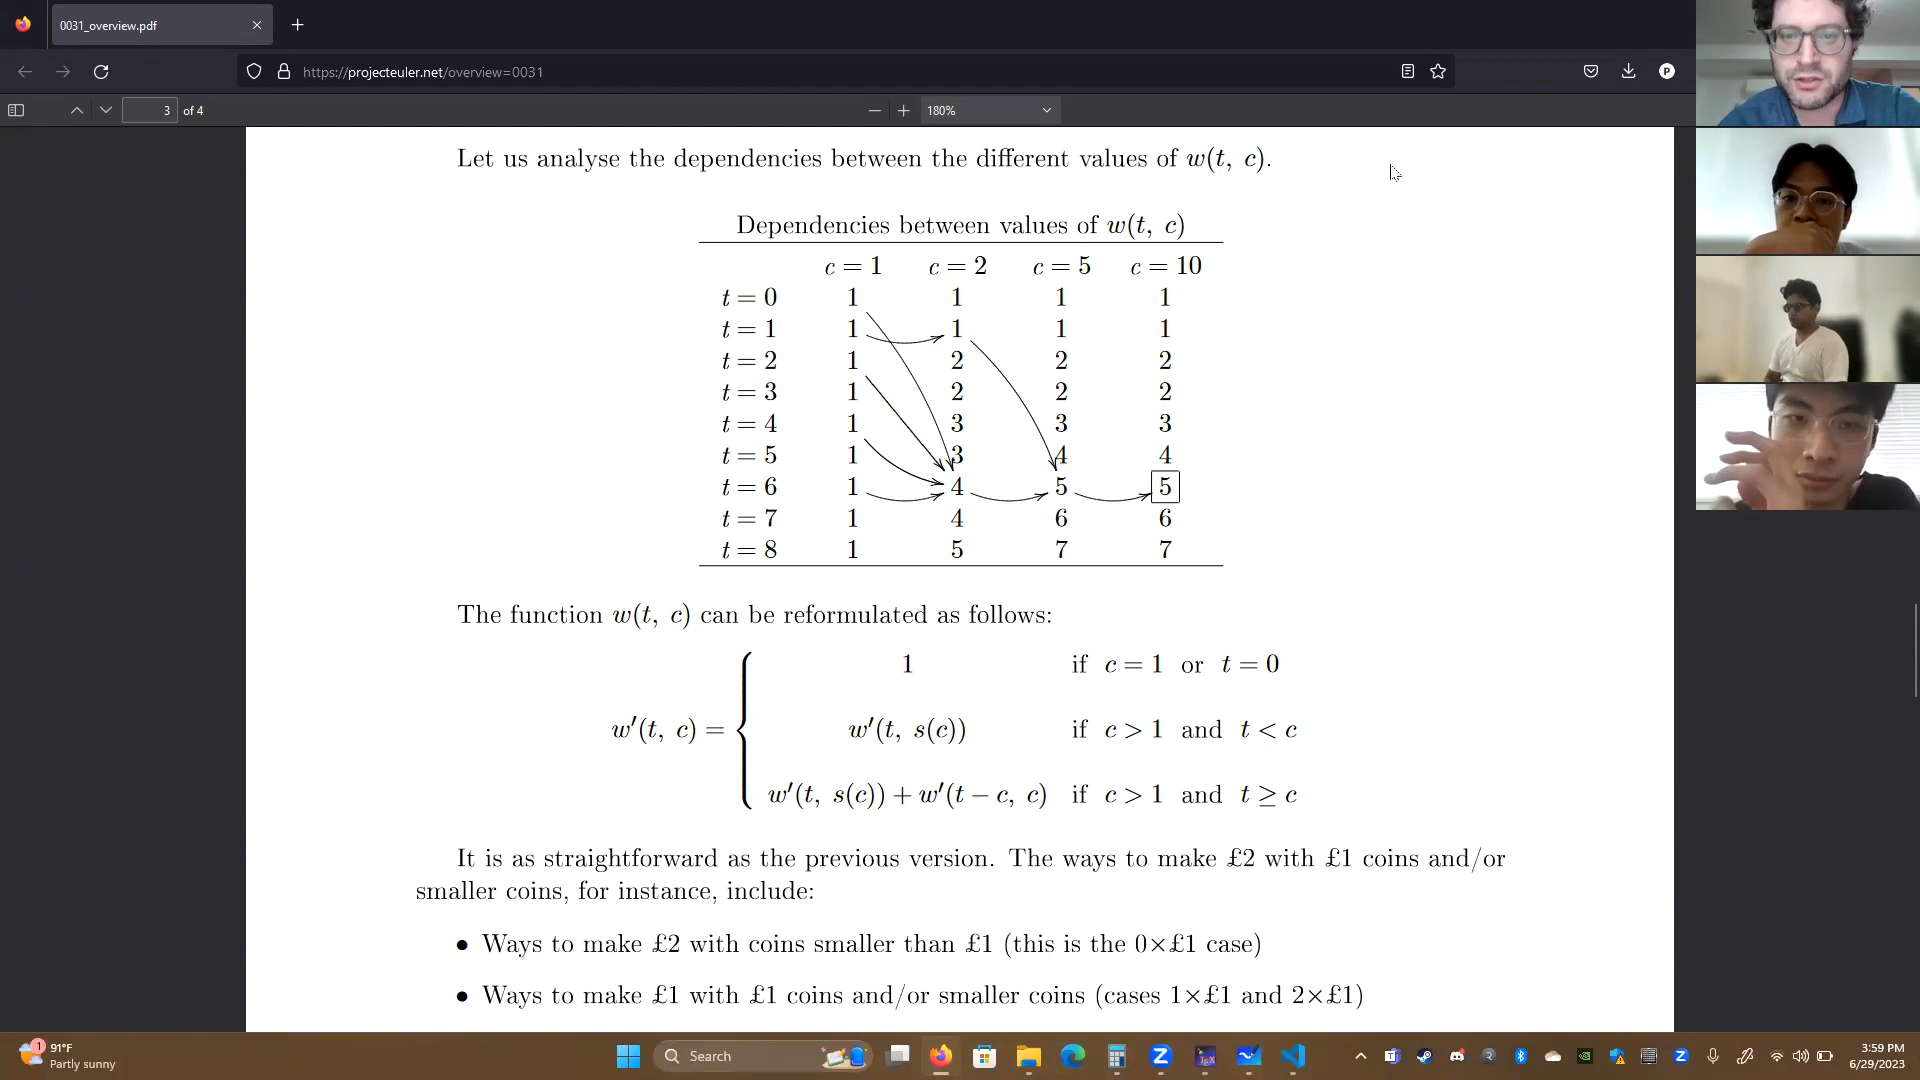 0031_overview.pdf
https://projecteuler.net/overview=0031
P
3 of 4
180%
Let us analyse the dependencies between the different values of w(t, c).
Dependencies between values of w(t, c)
c = 1 c = 2 c = 5 c = 10
t = 0 1 1 1 1
t = 1 1 1 1 1
t = 2 1 2 2 2
t = 3 1 2 2 2
t = 4 1 3 3 3
t = 5 1 3 4 4
t = 6 1 4 5 5
t = 7 1 4 6 6
t = 8 1 5 7 7
The function w(t, c) can be reformulated as follows:
1 if c = 1 or t = 0
w′(t, c) = w′(t, s(c)) if c > 1 and t < c
w′(t, s(c)) + w′(t − c, c) if c > 1 and t ≥ c
It is as straightforward as the previous version. The ways to make £2 with £1 coins and/or
smaller coins, for instance, include:
• Ways to make £2 with coins smaller than £1 (this is the 0×£1 case)
• Ways to make £1 with £1 coins and/or smaller coins (cases 1×£1 and 2×£1)
1
91°F
Partly sunny
Search
3:59 PM
6/29/2023